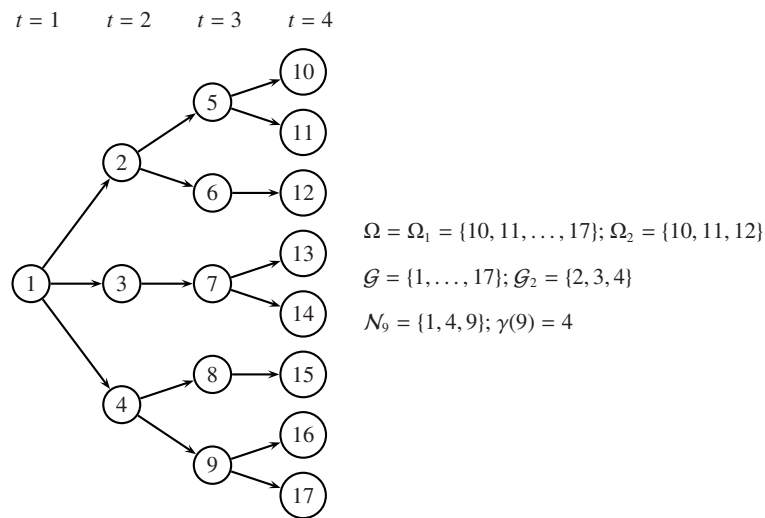 t = 1 t = 2 t = 3 t = 4
10
5
11
2
6 12
13
1 3 7
14
8 15
4
16
9
17
Ω = Ω₁ = {10, 11, . . . , 17}; Ω₂ = {10, 11, 12}
𝒢 = {1, . . . , 17}; 𝒢₂ = {2, 3, 4}
𝒩₉ = {1, 4, 9}; γ(9) = 4